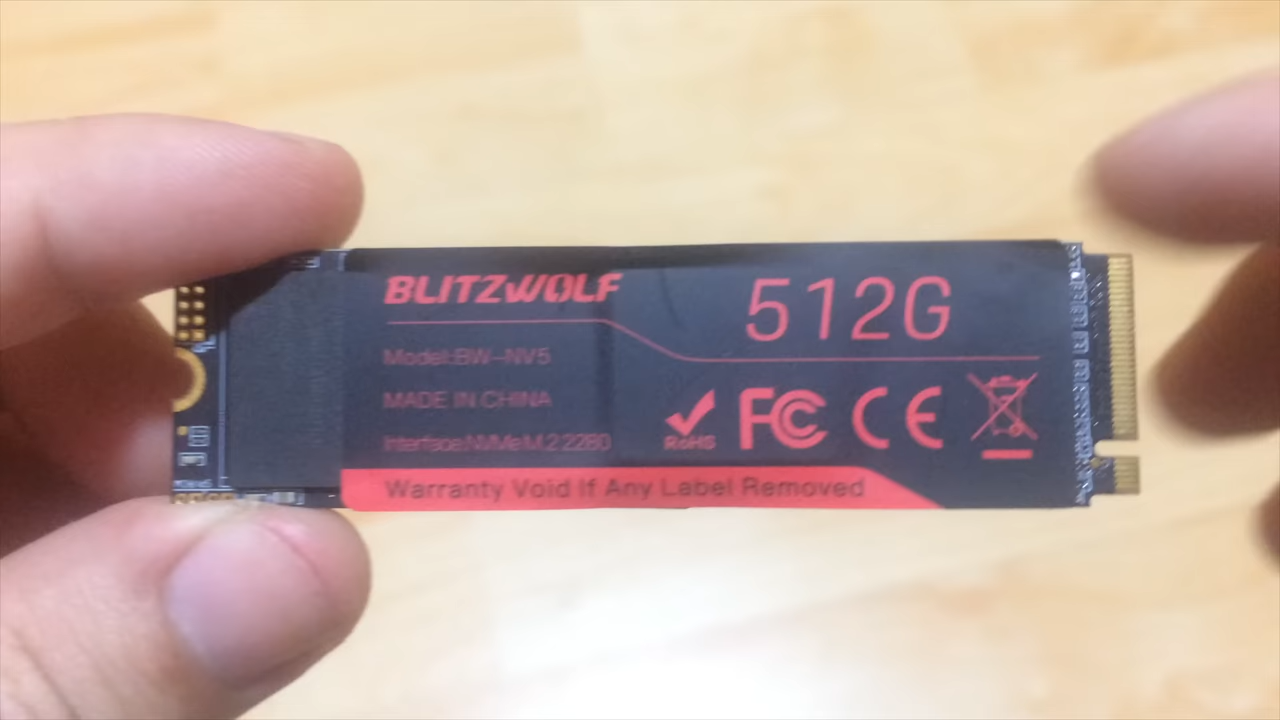 BLITZWOLF
512G
Model:BW-NV5
MADE IN CHINA
Interface:NVMe M.2 2280
RoHS
FC
CE
Warranty Void If Any Label Removed